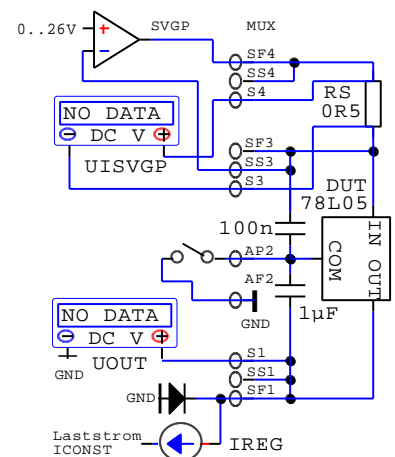 SVGP MUX
0..26V
SF4
SS4
S4
RS
0R5
NO DATA
DC V
UISVGP
SF3
SS3
S3
DUT
78L05
100n
IN OUT
COM
AP2
AF2
GND
1µF
NO DATA
DC V
UOUT
GND
S1
SS1
SF1
GND
Laststrom
ICONST
IREG